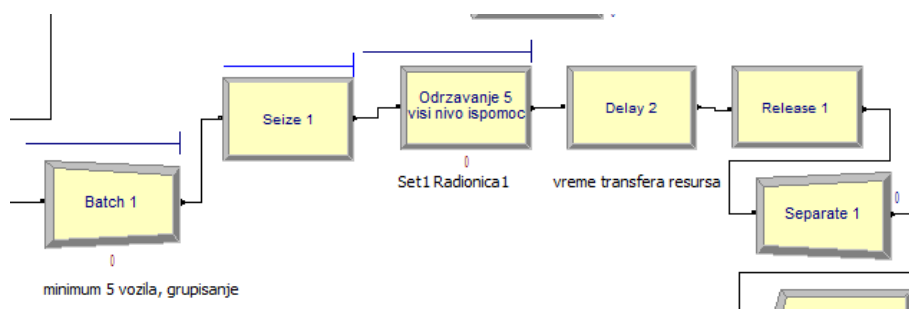 0
Seize 1
Odrzavanje 5
visi nivo ispomoc
Delay 2
Release 1
0
Set1 Radionica1
vreme transfera resursa
Batch 1
0
minimum 5 vozila, grupisanje
Separate 1
0